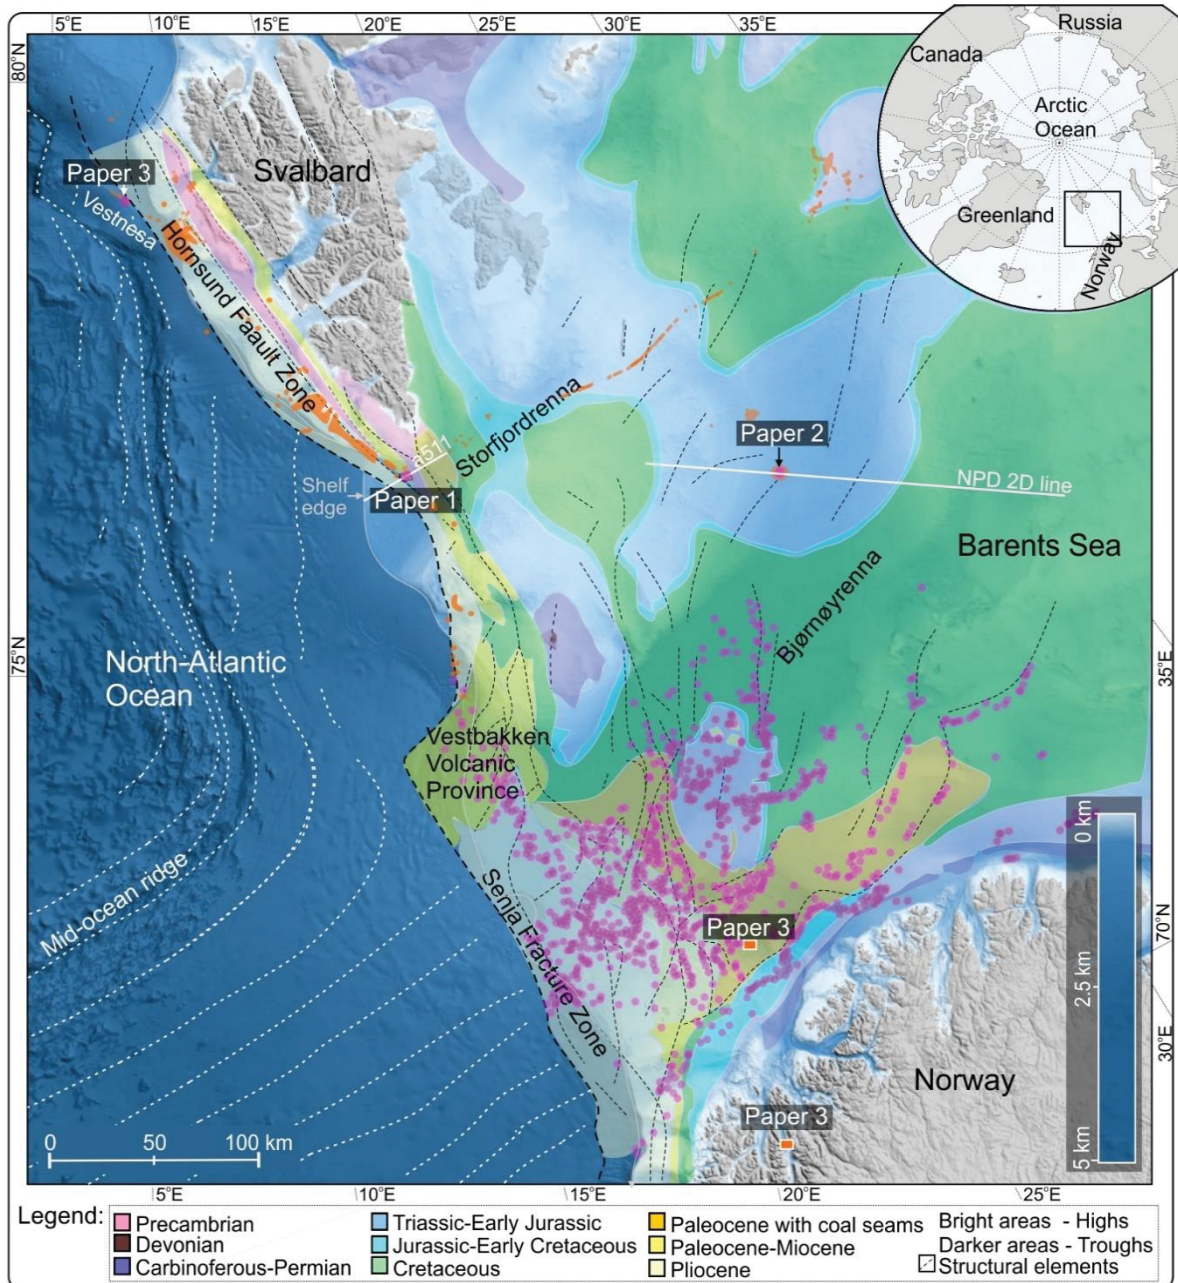 5°E
10°E
15°E
20°E
25°E
30°E
35°E
80°N
Russia
Canada
Arctic
Ocean
Greenland
Norway
Paper 3
Svalbard
Vestnesa
Hornsund Faault Zone
Storfjordrenna
a511
Shelf
edge
Paper 1
Paper 2
NPD 2D line
Barents Sea
Bjørnøyrenna
75°N
35°E
North-Atlantic
Ocean
Vestbakken
Volcanic
Province
Mid-ocean ridge
Senja Fracture Zone
Paper 3
0 km
2.5 km
5 km
70°N
30°E
Norway
Paper 3
0 50 100 km
5°E
10°E
15°E
20°E
25°E
Legend:
Precambrian
Devonian
Carbinoferous-Permian
Triassic-Early Jurassic
Jurassic-Early Cretaceous
Cretaceous
Paleocene with coal seams
Paleocene-Miocene
Pliocene
Bright areas - Highs
Darker areas - Troughs
Structural elements